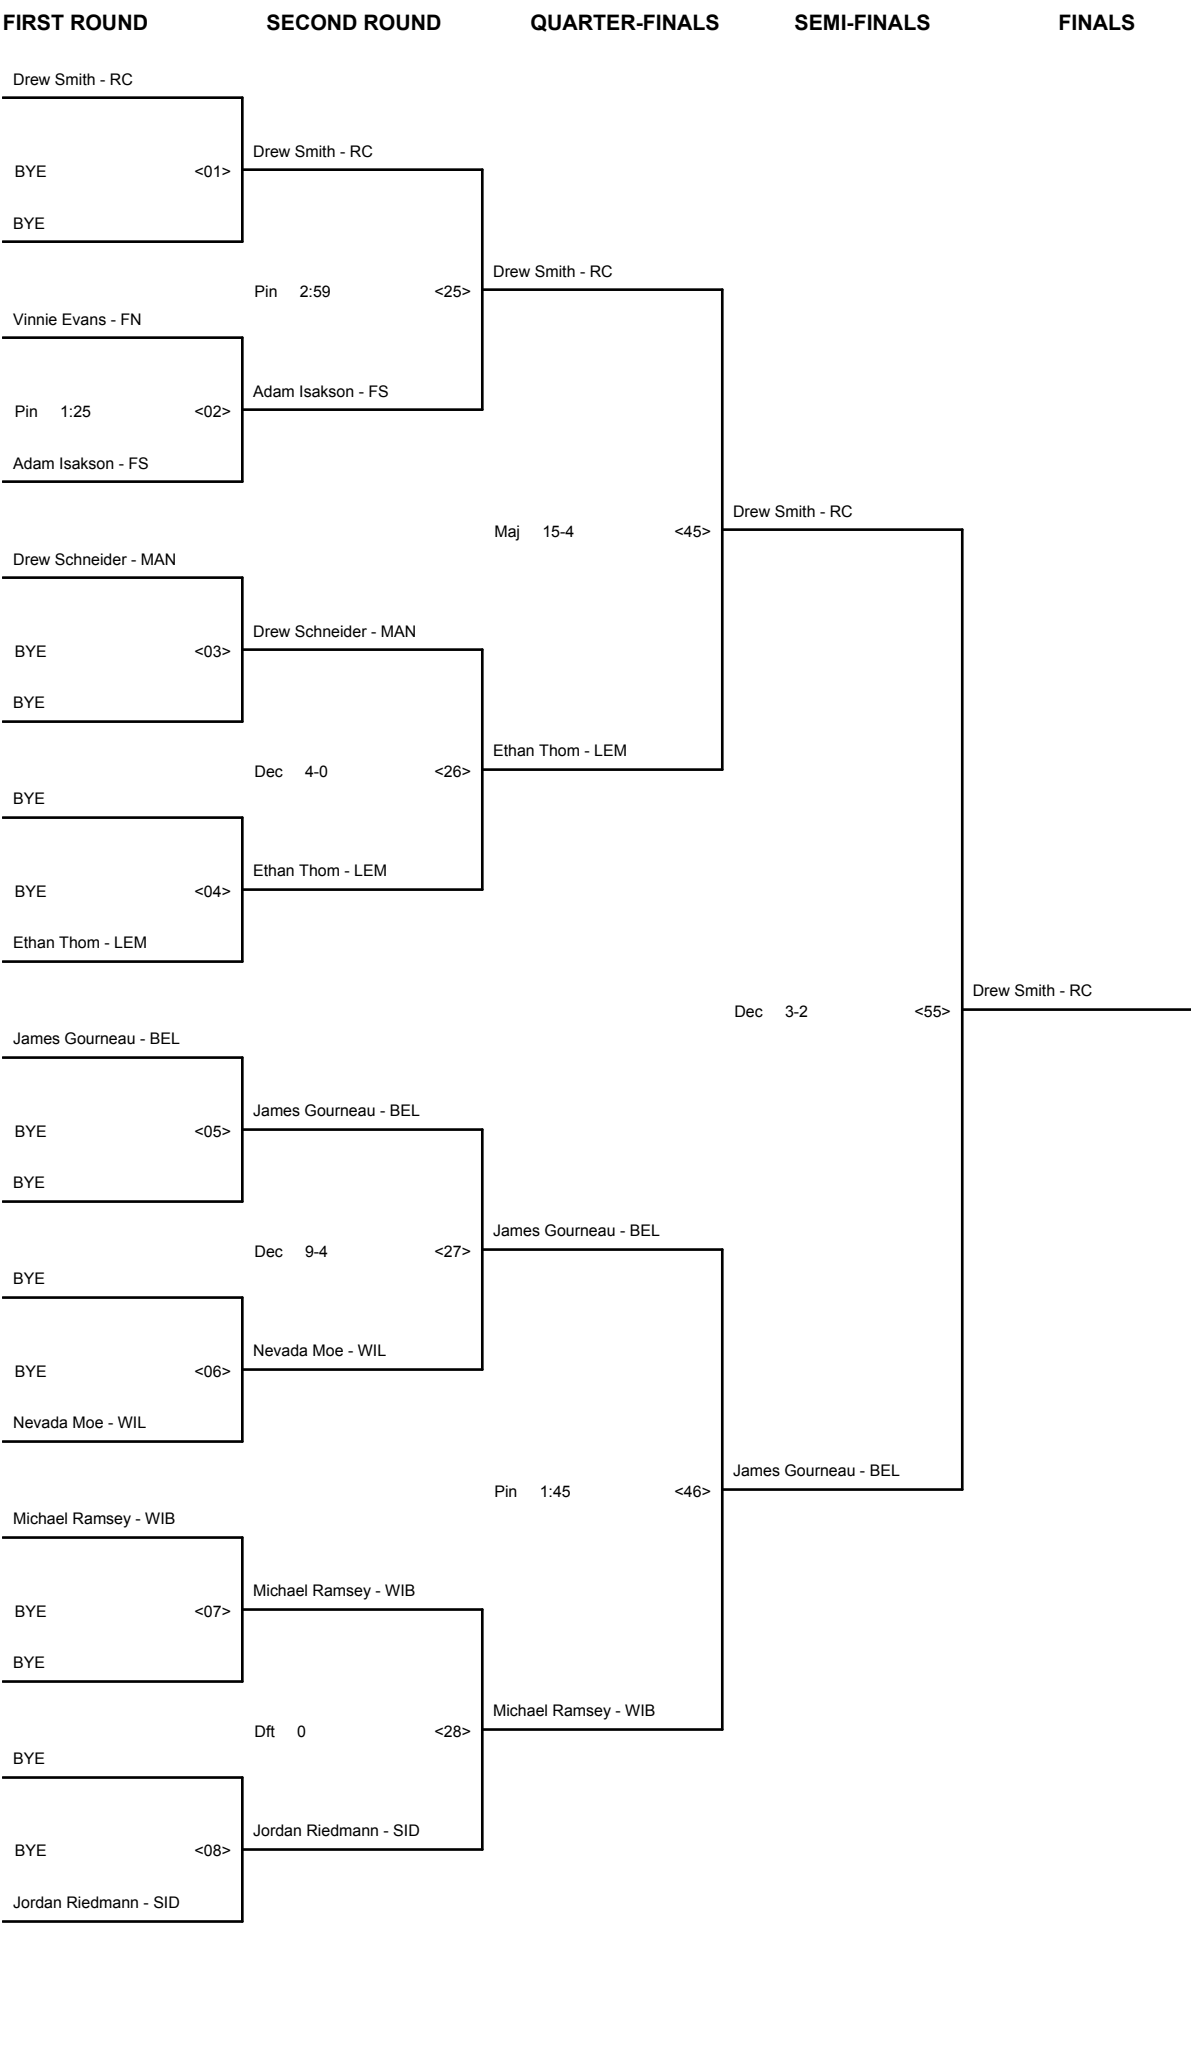 FIRST ROUND SECOND ROUND QUARTER-FINALS SEMI-FINALS FINALS
Drew Smith - RC
Drew Smith - RC
BYE <01>
BYE
Drew Smith - RC
Pin 2:59 <25>
Vinnie Evans - FN
Adam Isakson - FS
Pin 1:25 <02>
Adam Isakson - FS
Drew Smith - RC
Maj 15-4 <45>
Drew Schneider - MAN
Drew Schneider - MAN
BYE <03>
BYE
Ethan Thom - LEM
Dec 4-0 <26>
BYE
Ethan Thom - LEM
BYE <04>
Ethan Thom - LEM
Drew Smith - RC
Dec 3-2 <55>
James Gourneau - BEL
James Gourneau - BEL
BYE <05>
BYE
James Gourneau - BEL
Dec 9-4 <27>
BYE
Nevada Moe - WIL
BYE <06>
Nevada Moe - WIL
James Gourneau - BEL
Pin 1:45 <46>
Michael Ramsey - WIB
Michael Ramsey - WIB
BYE <07>
BYE
Michael Ramsey - WIB
Dft 0 <28>
BYE
Jordan Riedmann - SID
BYE <08>
Jordan Riedmann - SID